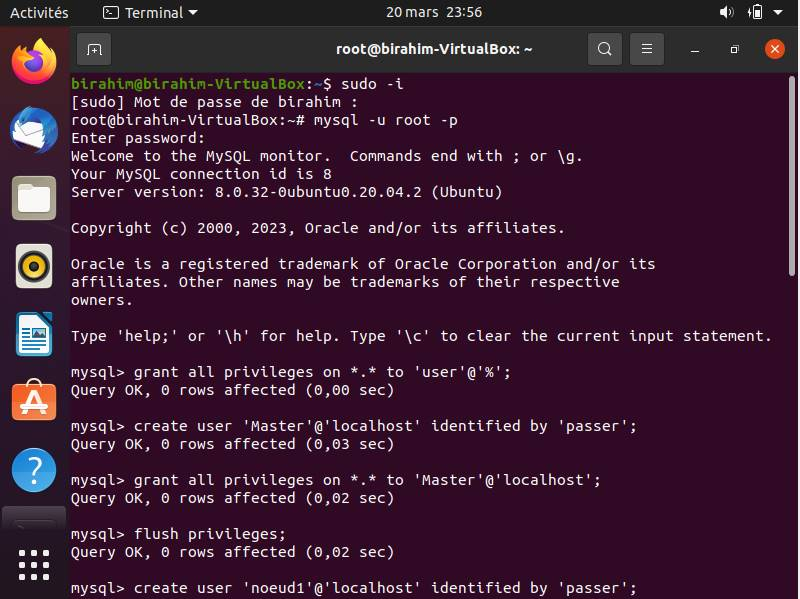 Activités
Terminal
20 mars 23:56
root@birahim-VirtualBox: ~
birahim@birahim-VirtualBox:~$ sudo -i
[sudo] Mot de passe de birahim :
root@birahim-VirtualBox:~# mysql -u root -p
Enter password:
Welcome to the MySQL monitor.  Commands end with ; or \g.
Your MySQL connection id is 8
Server version: 8.0.32-0ubuntu0.20.04.2 (Ubuntu)
Copyright (c) 2000, 2023, Oracle and/or its affiliates.
Oracle is a registered trademark of Oracle Corporation and/or its
affiliates. Other names may be trademarks of their respective
owners.
Type 'help;' or '\h' for help. Type '\c' to clear the current input statement.
mysql> grant all privileges on *.* to 'user'@'%';
Query OK, 0 rows affected (0,00 sec)
mysql> create user 'Master'@'localhost' identified by 'passer';
Query OK, 0 rows affected (0,03 sec)
mysql> grant all privileges on *.* to 'Master'@'localhost';
Query OK, 0 rows affected (0,02 sec)
mysql> flush privileges;
Query OK, 0 rows affected (0,02 sec)
mysql> create user 'noeud1'@'localhost' identified by 'passer';